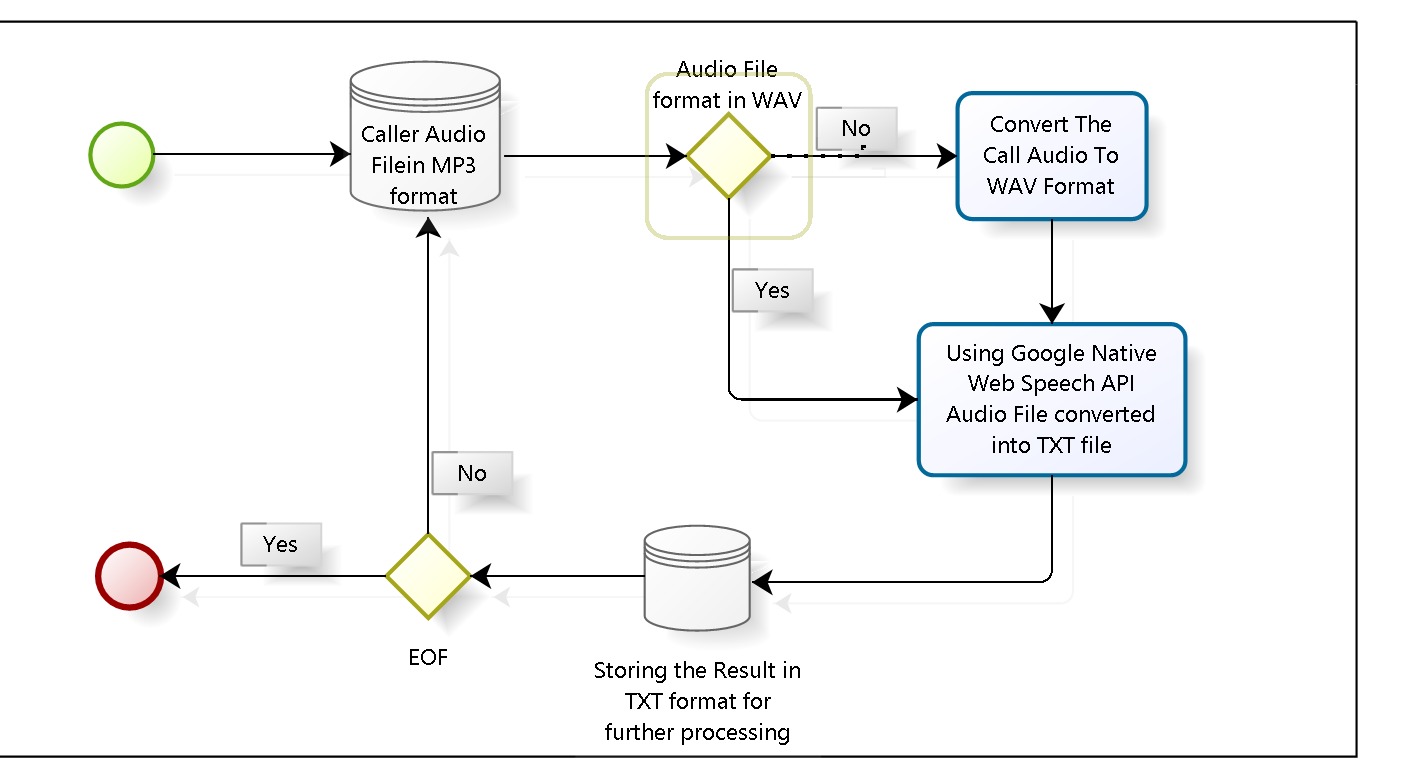 Audio File
format in WAV
No
Caller Audio
Filein MP3
format
Convert The
Call Audio To
WAV Format
Yes
Using Google Native
Web Speech API
Audio File converted
into TXT file
No
Yes
EOF
Storing the Result in
TXT format for
further processing